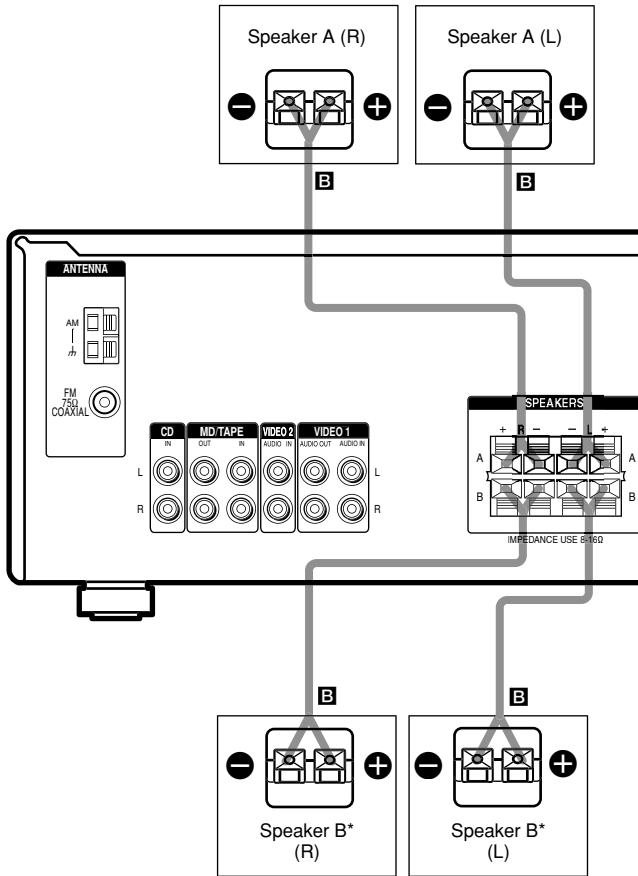 Speaker A (R)
Speaker A (L)
B
B
ANTENNA
AM
FM
75Ω
COAXIAL
CD
MD/TAPE
VIDEO 2
VIDEO 1
IN
OUT
IN
AUDIO IN
AUDIO OUT
AUDIO IN
L
L
R
R
SPEAKERS
+ R − − L +
A
A
B
B
IMPEDANCE USE 8-16Ω
B
B
Speaker B*
(R)
Speaker B*
(L)